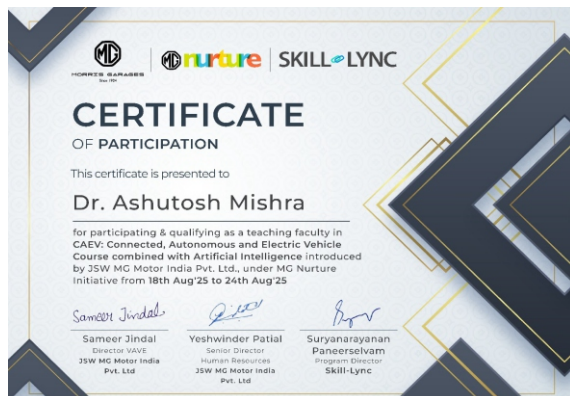 MG
MORRIS GARAGES
Since 1924
MG nurture
SKILL LYNC
CERTIFICATE
OF PARTICIPATION
This certificate is presented to
Dr. Ashutosh Mishra
for participating & qualifying as a teaching faculty in
CAEV: Connected, Autonomous and Electric Vehicle
Course combined with Artificial Intelligence introduced
by JSW MG Motor India Pvt. Ltd., under MG Nurture
Initiative from 18th Aug'25 to 24th Aug'25
Sameer Jindal
Sameer Jindal
Director VAVE
JSW MG Motor India
Pvt. Ltd
Yeshwinder Patial
Senior Director
Human Resources
JSW MG Motor India
Pvt. Ltd
Suryanarayanan
Paneerselvam
Program Director
Skill-Lync